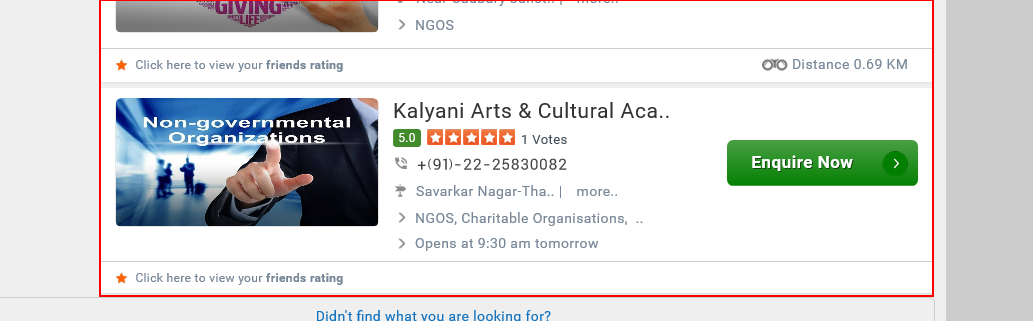 GIVING
LIFE
more..
NGOS
Click here to view your friends rating
Distance 0.69 KM
Non-governmental
Organizations
Kalyani Arts & Cultural Aca..
5.0 1 Votes
+(91)-22-25830082
Enquire Now
Savarkar Nagar-Tha.. | more..
NGOS, Charitable Organisations, ..
Opens at 9:30 am tomorrow
Click here to view your friends rating
Didn't find what you are looking for?